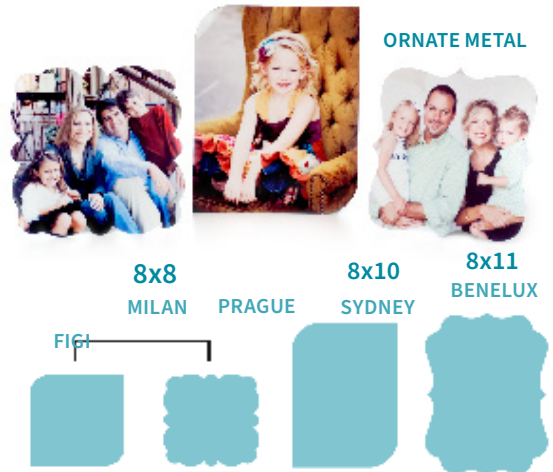 ORNATE METAL
8x8
8x10
8x11
MILAN
PRAGUE
SYDNEY
BENELUX
FIGI